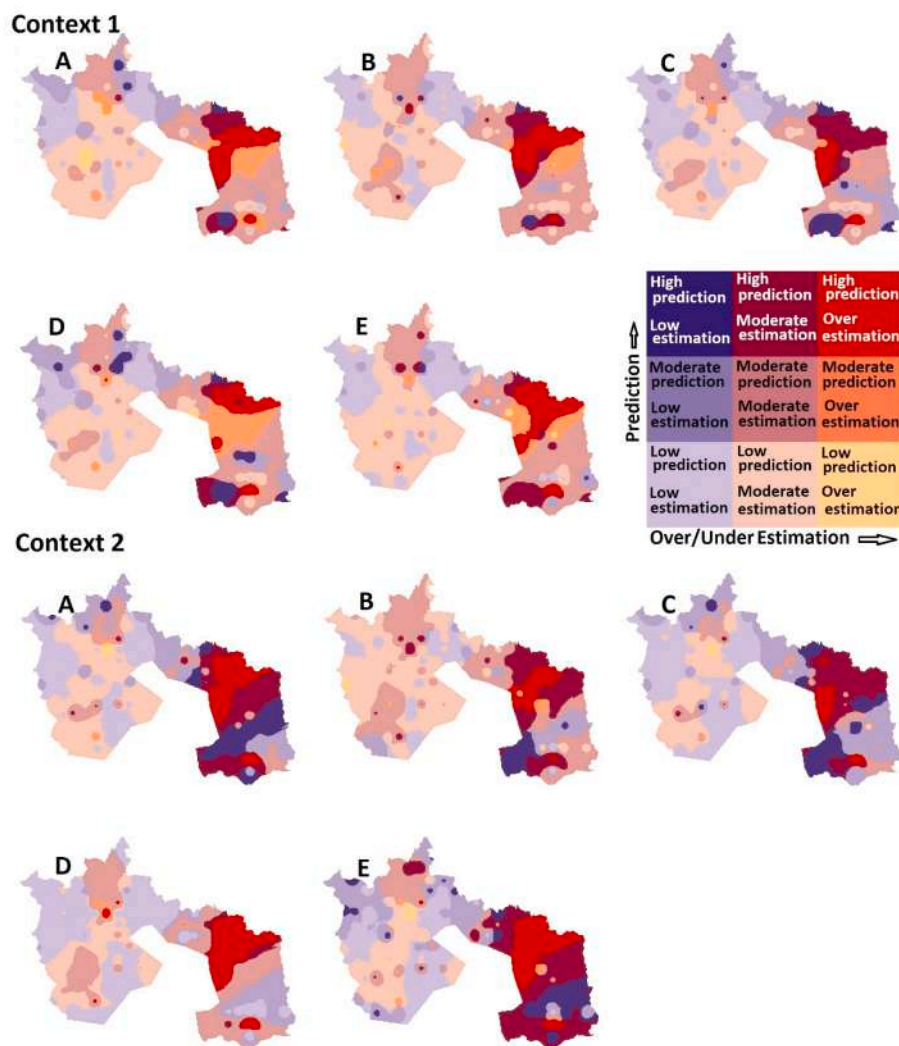 Context 1
A
B
C
D
E
High prediction
Low estimation
High prediction
Moderate estimation
High prediction
Over estimation
Moderate prediction
Low estimation
Moderate prediction
Moderate estimation
Moderate prediction
Over estimation
Low prediction
Low estimation
Low prediction
Moderate estimation
Low prediction
Over estimation
Prediction
Over/Under Estimation
Context 2
A
B
C
D
E